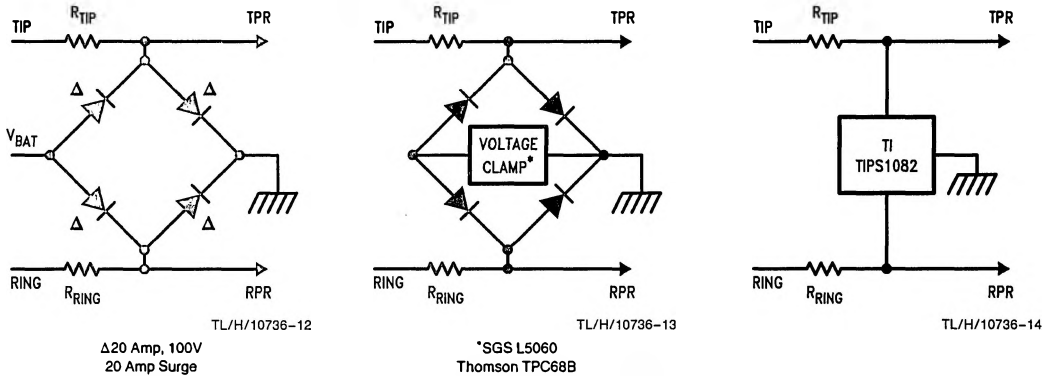 R_TIP
TIP
TPR
Δ
Δ
V_BAT
Δ
Δ
RING
R_RING
RPR
TL/H/10736-12
Δ20 Amp, 100V
20 Amp Surge
R_TIP
TIP
TPR
VOLTAGE
CLAMP*
RING
R_RING
RPR
TL/H/10736-13
*SGS L5060
Thomson TPC68B
R_TIP
TIP
TPR
TI
TIPS1082
RING
R_RING
RPR
TL/H/10736-14